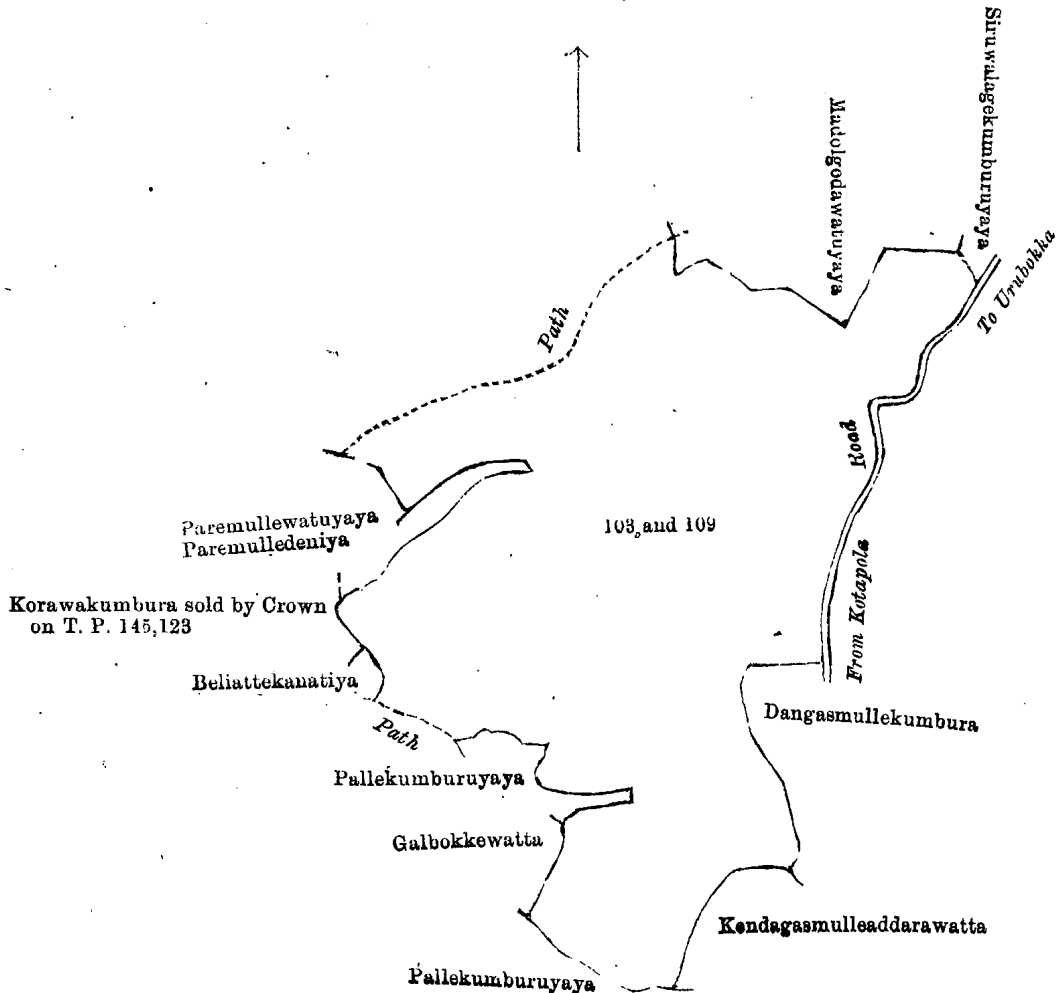 Siruwalagekumburuyaya
Madolgodawatuyaya
To Urubokka
Path
Road
Paremullewatuyaya
Paremulledeniya
103, and 109
From Kotapola
Korawakumbura sold by Crown
on T. P. 145,123
Beliattekanatiya
Dangasmullekumbura
Path
Pallekumburuyaya
Galbokkewatta
Kendagasmulleaddarawatta
Pallekumburuyaya